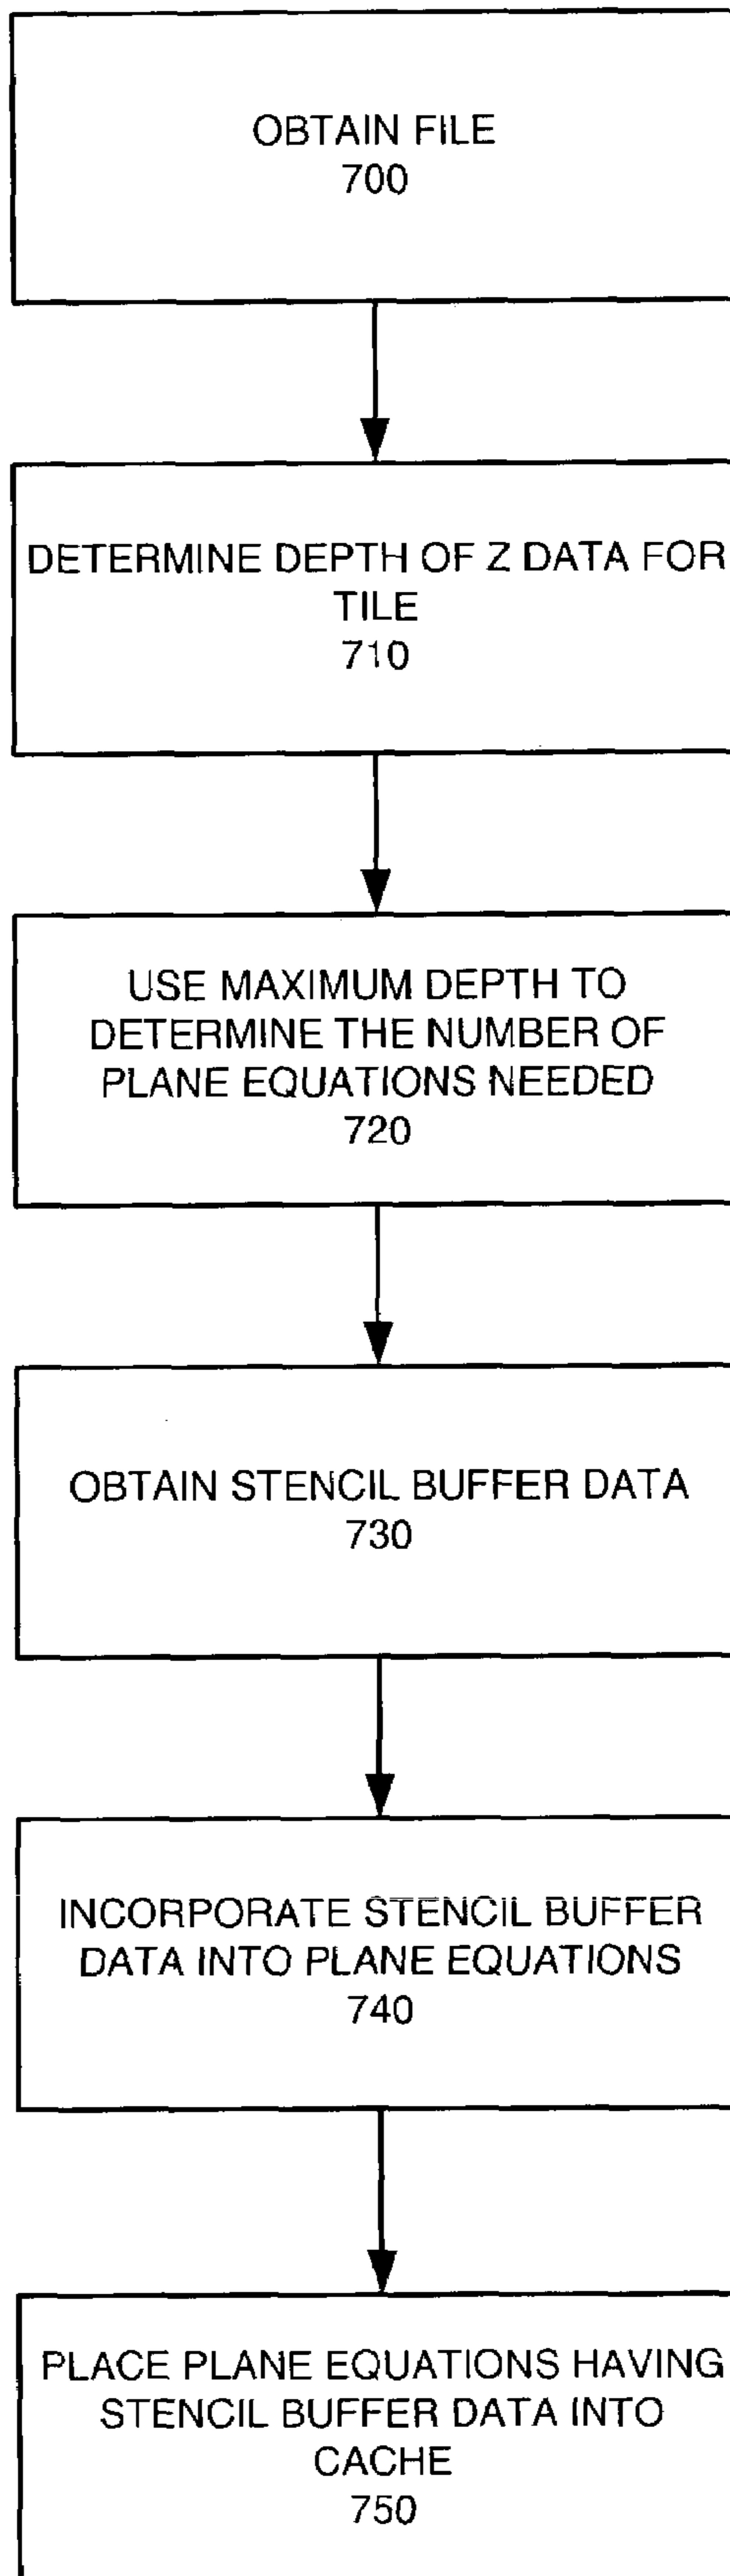 OBTAIN FILE
700
DETERMINE DEPTH OF Z DATA FOR
TILE
710
USE MAXIMUM DEPTH TO
DETERMINE THE NUMBER OF
PLANE EQUATIONS NEEDED
720
OBTAIN STENCIL BUFFER DATA
730
INCORPORATE STENCIL BUFFER
DATA INTO PLANE EQUATIONS
740
PLACE PLANE EQUATIONS HAVING
STENCIL BUFFER DATA INTO
CACHE
750